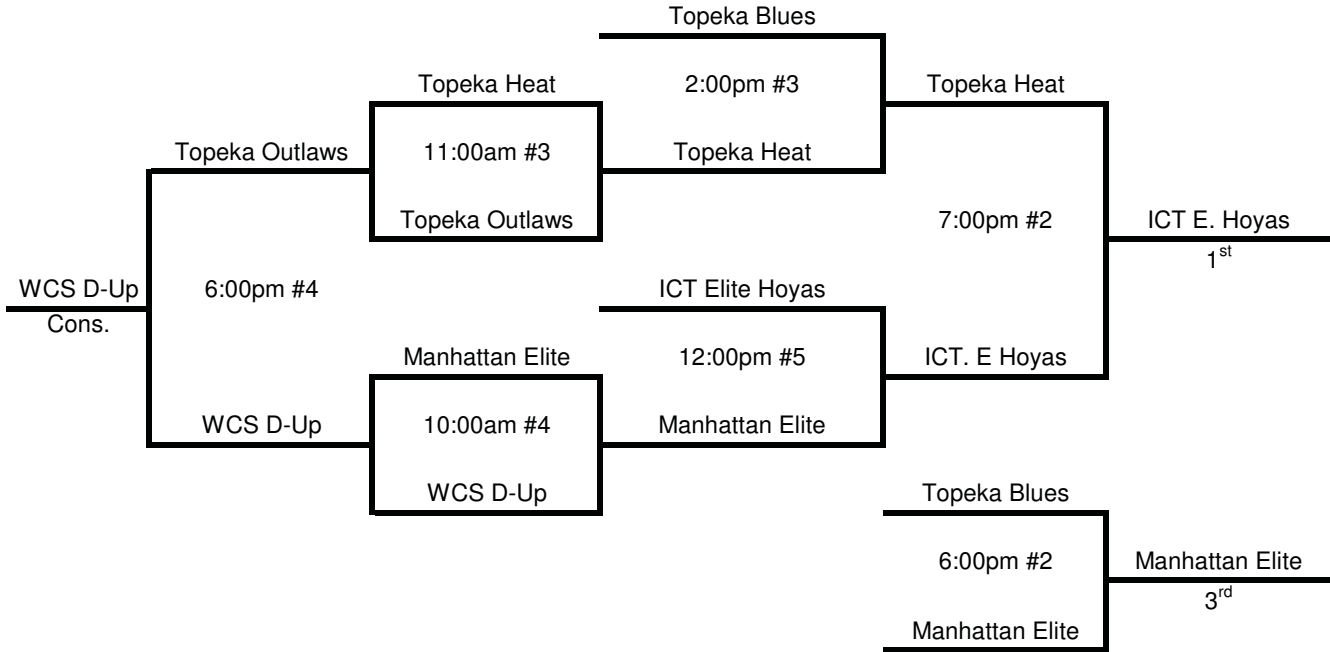 Topeka Blues
Topeka Heat 2:00pm #3 Topeka Heat
Topeka Outlaws 11:00am #3 Topeka Heat
Topeka Outlaws 7:00pm #2 ICT E. Hoyas
1st
WCS D-Up 6:00pm #4 ICT Elite Hoyas
Cons.
Manhattan Elite 12:00pm #5 ICT. E Hoyas
WCS D-Up 10:00am #4 Manhattan Elite
WCS D-Up Topeka Blues
6:00pm #2 Manhattan Elite
3rd
Manhattan Elite